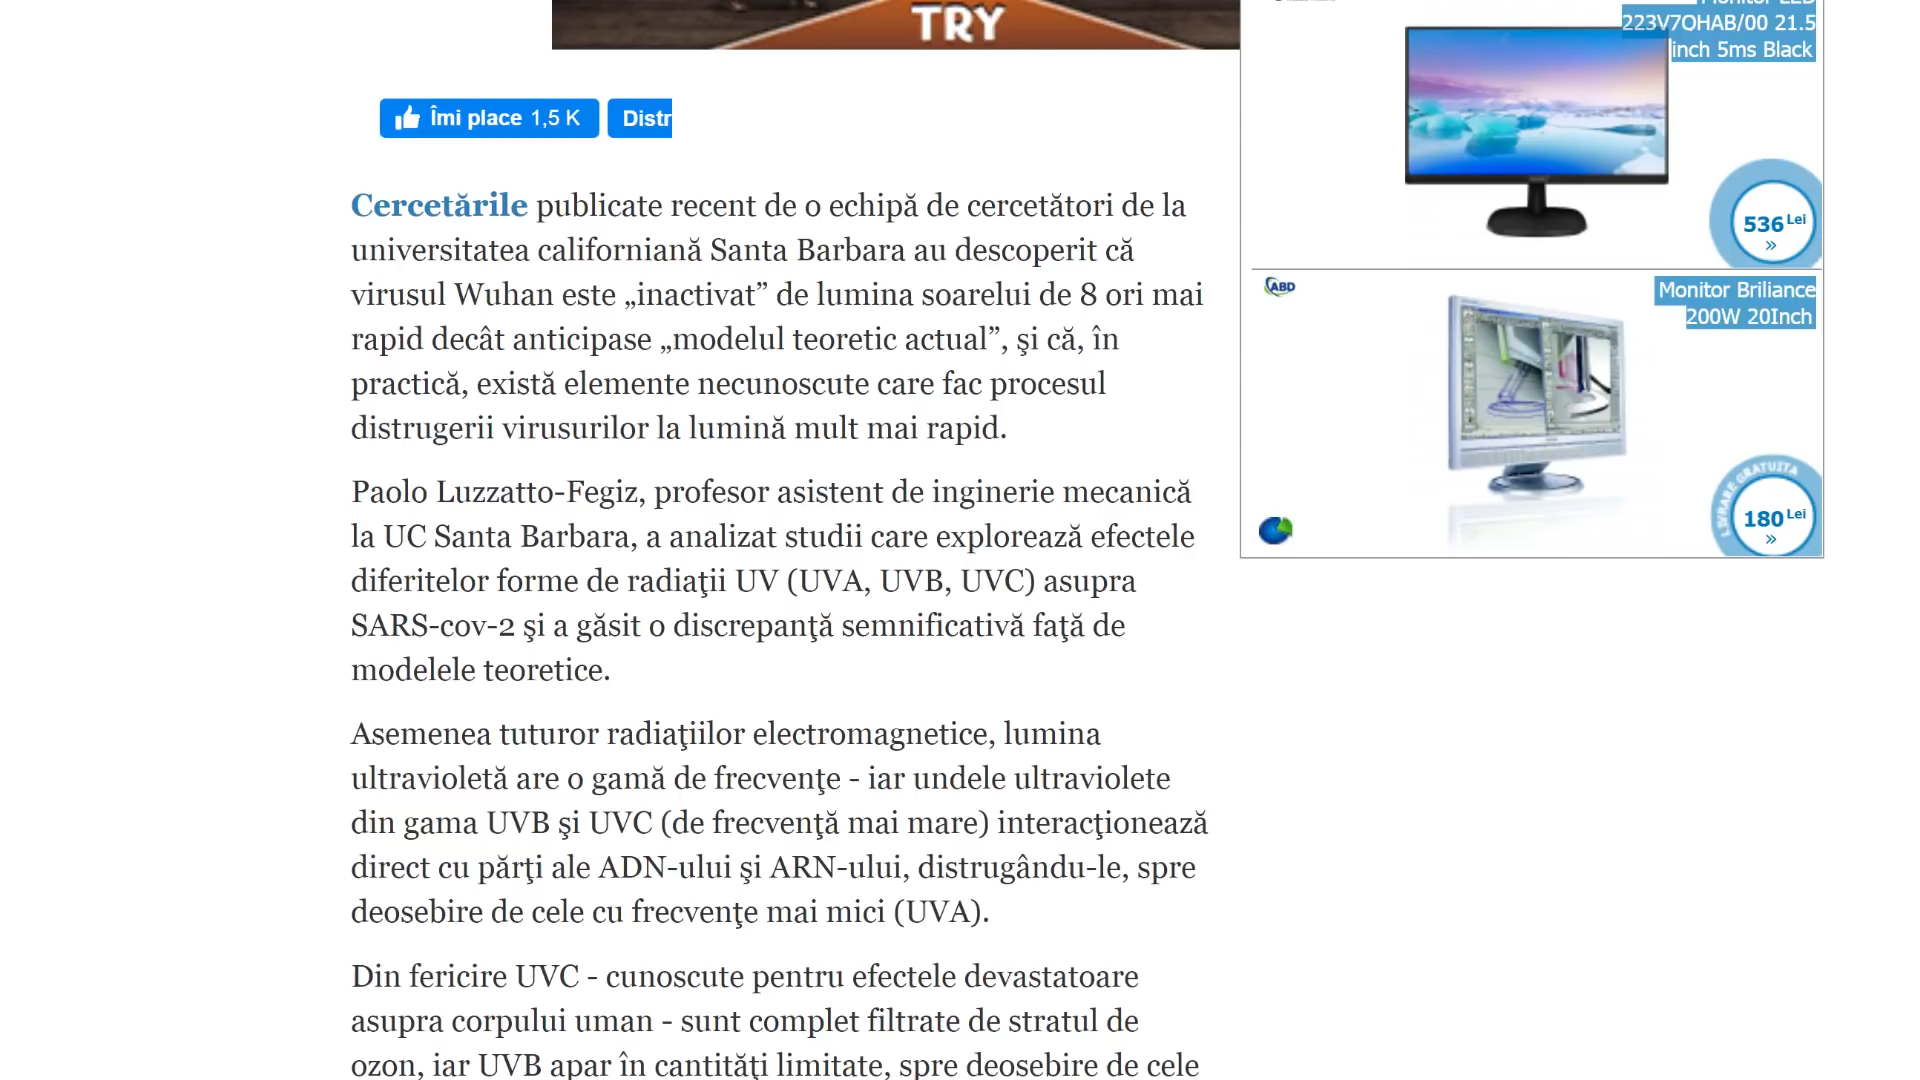 TRY
Îmi place 1,5 K
Distr
Cercetările publicate recent de o echipă de cercetători de la
universitatea californiană Santa Barbara au descoperit că
virusul Wuhan este „inactivat” de lumina soarelui de 8 ori mai
rapid decât anticipase „modelul teoretic actual”, şi că, în
practică, există elemente necunoscute care fac procesul
distrugerii virusurilor la lumină mult mai rapid.
Paolo Luzzatto-Fegiz, profesor asistent de inginerie mecanică
la UC Santa Barbara, a analizat studii care explorează efectele
diferitelor forme de radiaţii UV (UVA, UVB, UVC) asupra
SARS-cov-2 şi a găsit o discrepanţă semnificativă faţă de
modelele teoretice.
Asemenea tuturor radiaţiilor electromagnetice, lumina
ultravioletă are o gamă de frecvenţe - iar undele ultraviolete
din gama UVB şi UVC (de frecvenţă mai mare) interacţionează
direct cu părţi ale ADN-ului şi ARN-ului, distrugându-le, spre
deosebire de cele cu frecvenţe mai mici (UVA).
Din fericire UVC - cunoscute pentru efectele devastatoare
asupra corpului uman - sunt complet filtrate de stratul de
ozon, iar UVB apar în cantităţi limitate, spre deosebire de cele
Monitor LED
223V7QHAB/00 21.5
inch 5ms Black
536 Lei
»
ABD
Monitor Briliance
200W 20Inch
LIVRARE GRATUITA
180 Lei
»